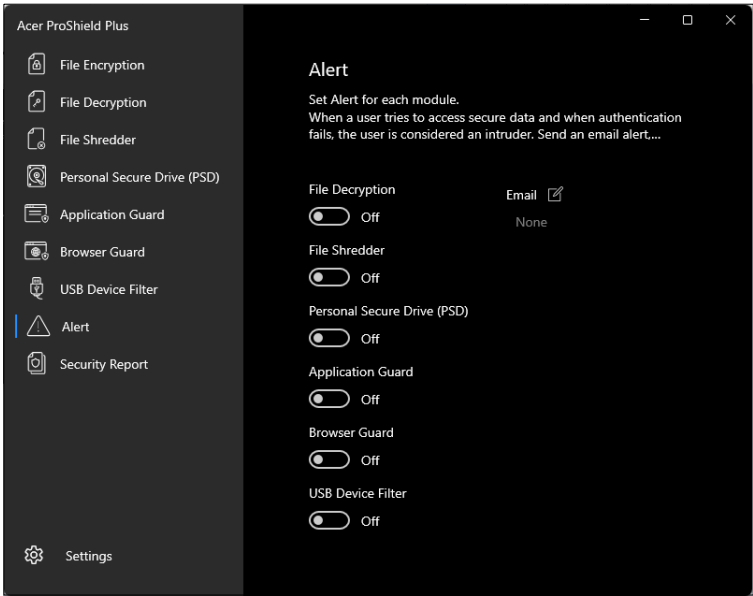 Acer ProShield Plus
File Encryption
File Decryption
File Shredder
Personal Secure Drive (PSD)
Application Guard
Browser Guard
USB Device Filter
Alert
Security Report
Settings
Alert
Set Alert for each module.
When a user tries to access secure data and when authentication
fails, the user is considered an intruder. Send an email alert,...
File Decryption
Off
File Shredder
Off
Personal Secure Drive (PSD)
Off
Application Guard
Off
Browser Guard
Off
USB Device Filter
Off
Email
None